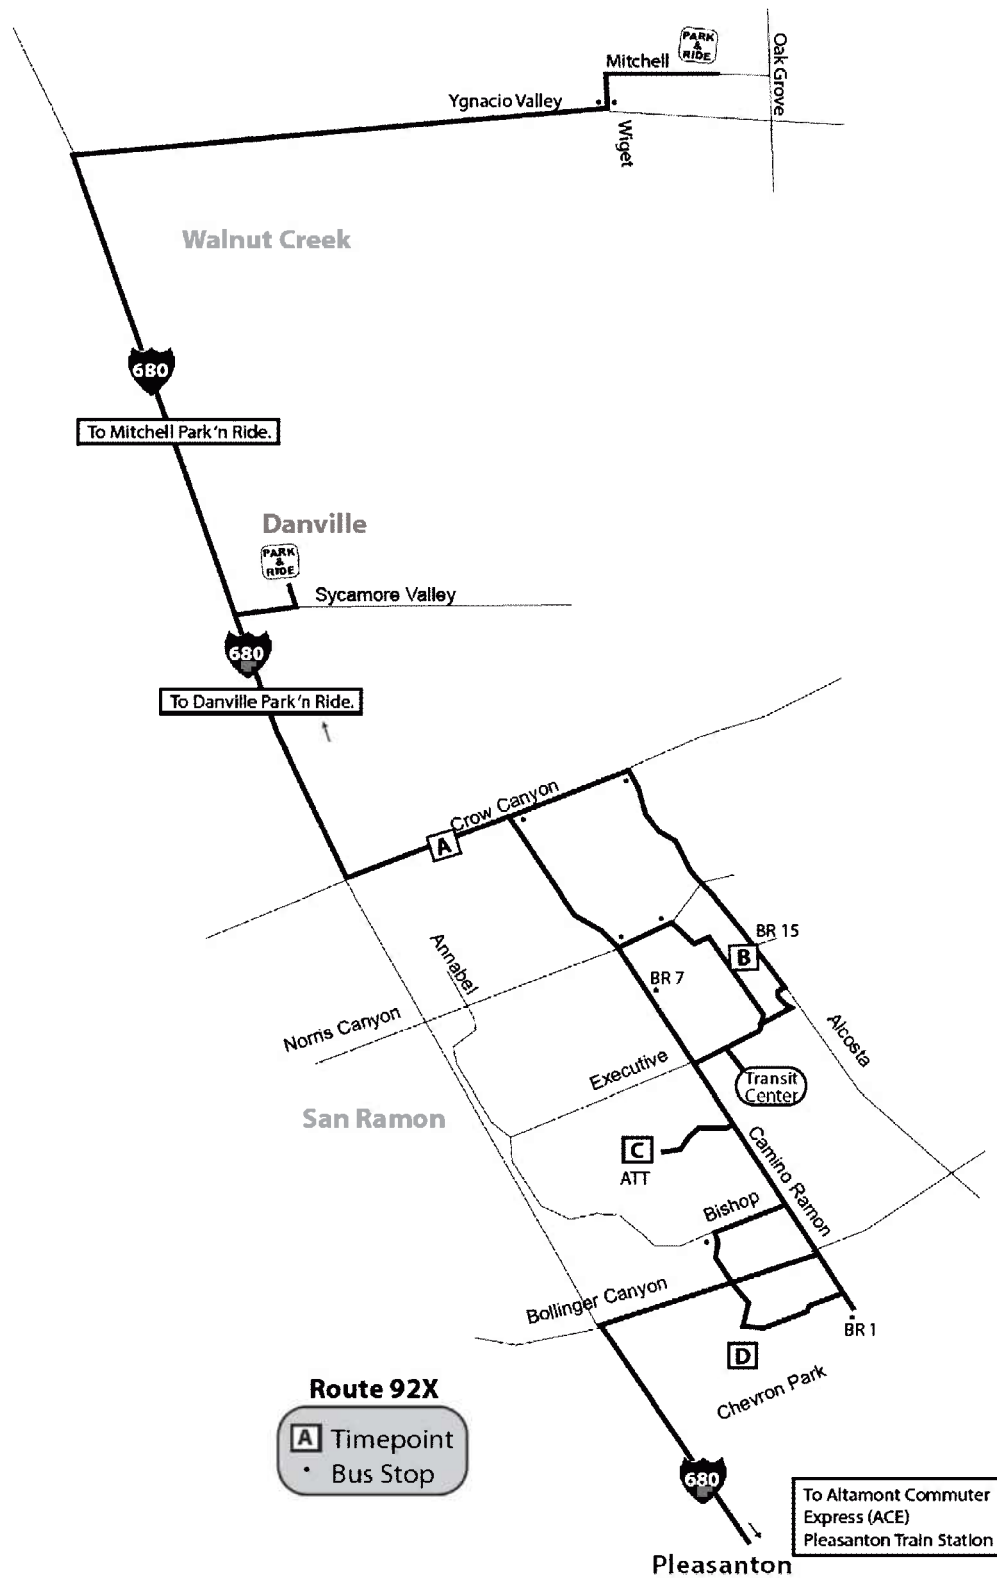 PARK
&
RIDE
Oak Grove
Mitchell
Ygnacio Valley
Wiget
Walnut Creek
680
To Mitchell Park 'n Ride.
Danville
PARK
&
RIDE
Sycamore Valley
680
To Danville Park 'n Ride.
Crow Canyon
A
Annabel
BR 15
B
BR 7
Norris Canyon
Alcosta
Executive
Transit
Center
San Ramon
C
ATT
Camino Ramon
Bishop
Bollinger Canyon
BR 1
D
Chevron Park
Route 92X
A Timepoint
• Bus Stop
680
To Altamont Commuter
Express (ACE)
Pleasanton Train Station
Pleasanton